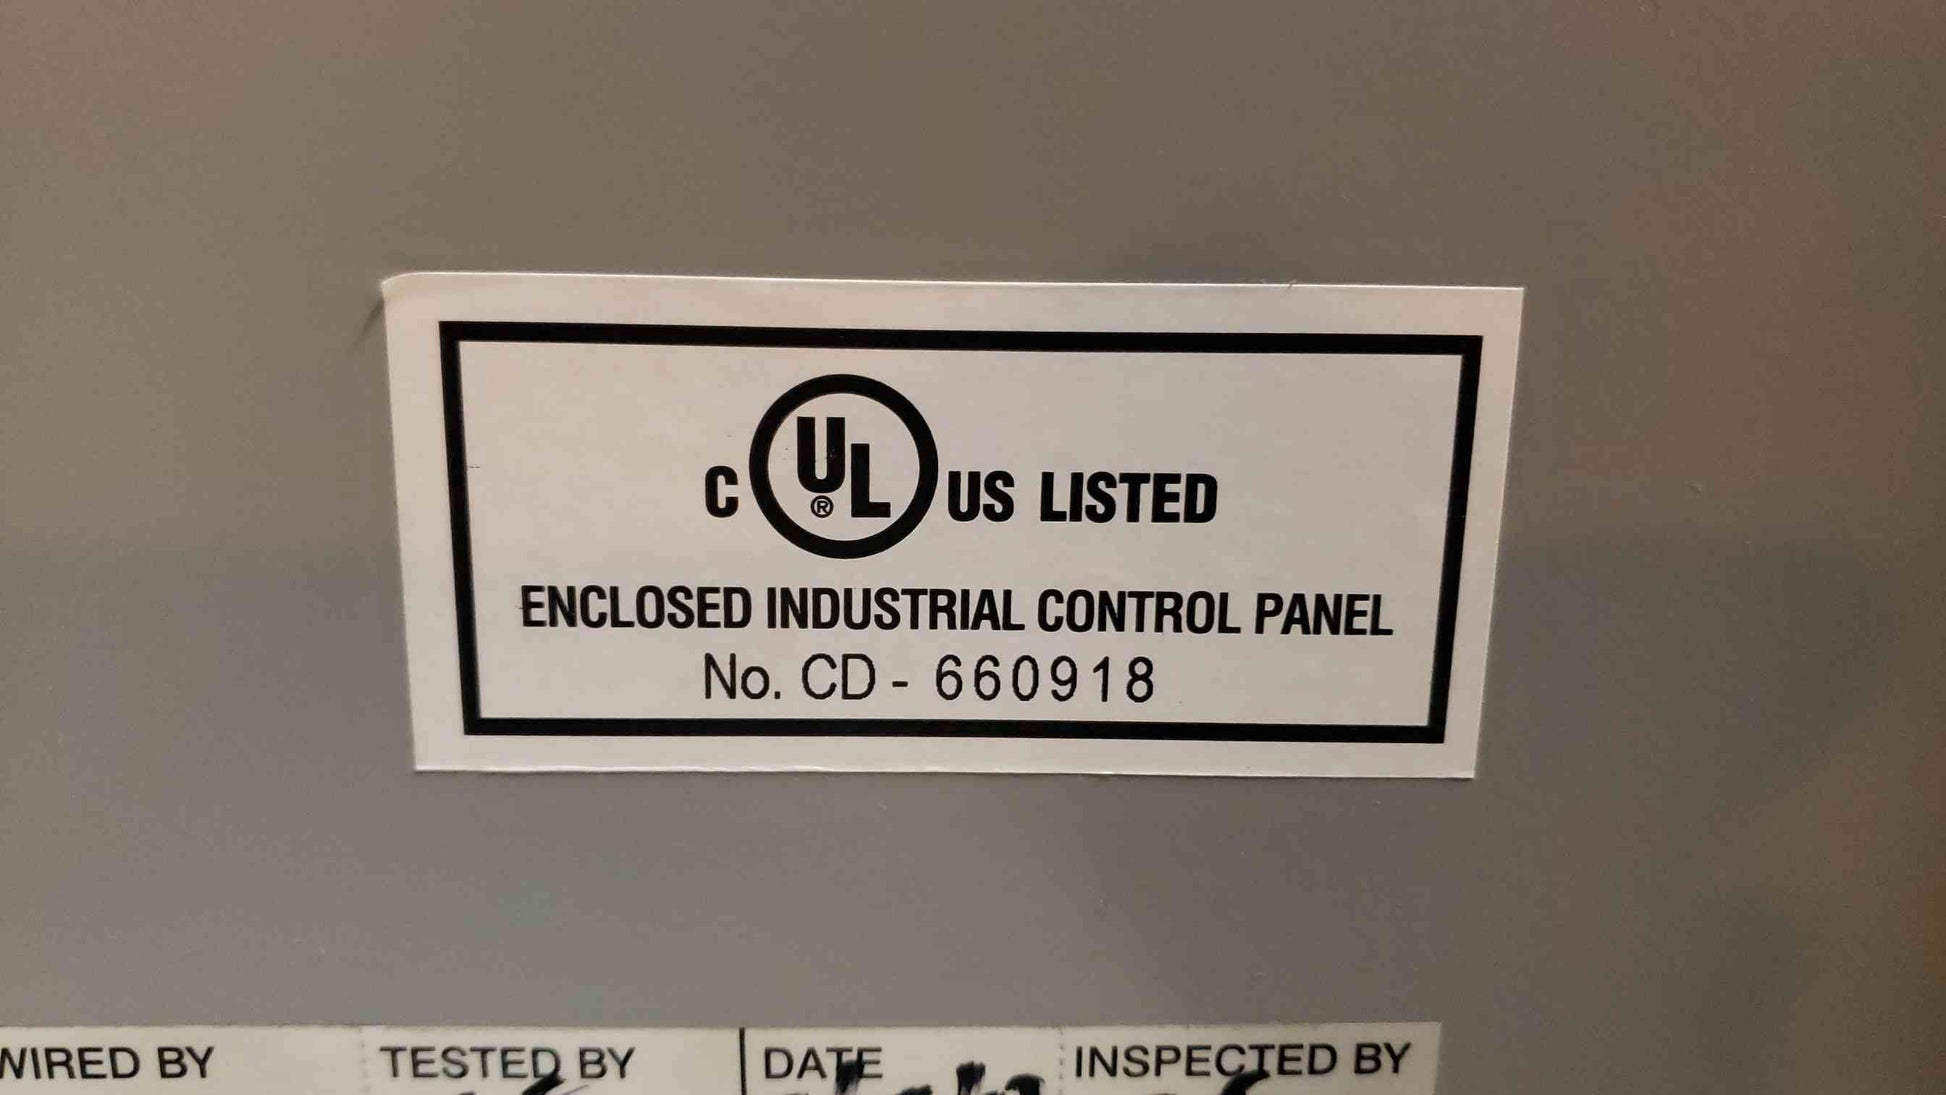 C UL ® US LISTED
ENCLOSED INDUSTRIAL CONTROL PANEL
No. CD - 660918
WIRED BY TESTED BY DATE INSPECTED BY